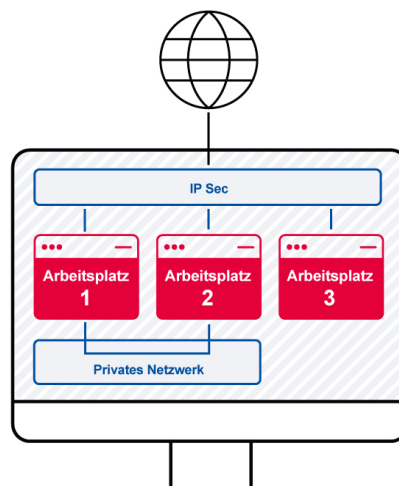 IP Sec
Arbeitsplatz
1
Arbeitsplatz
2
Arbeitsplatz
3
Privates Netzwerk